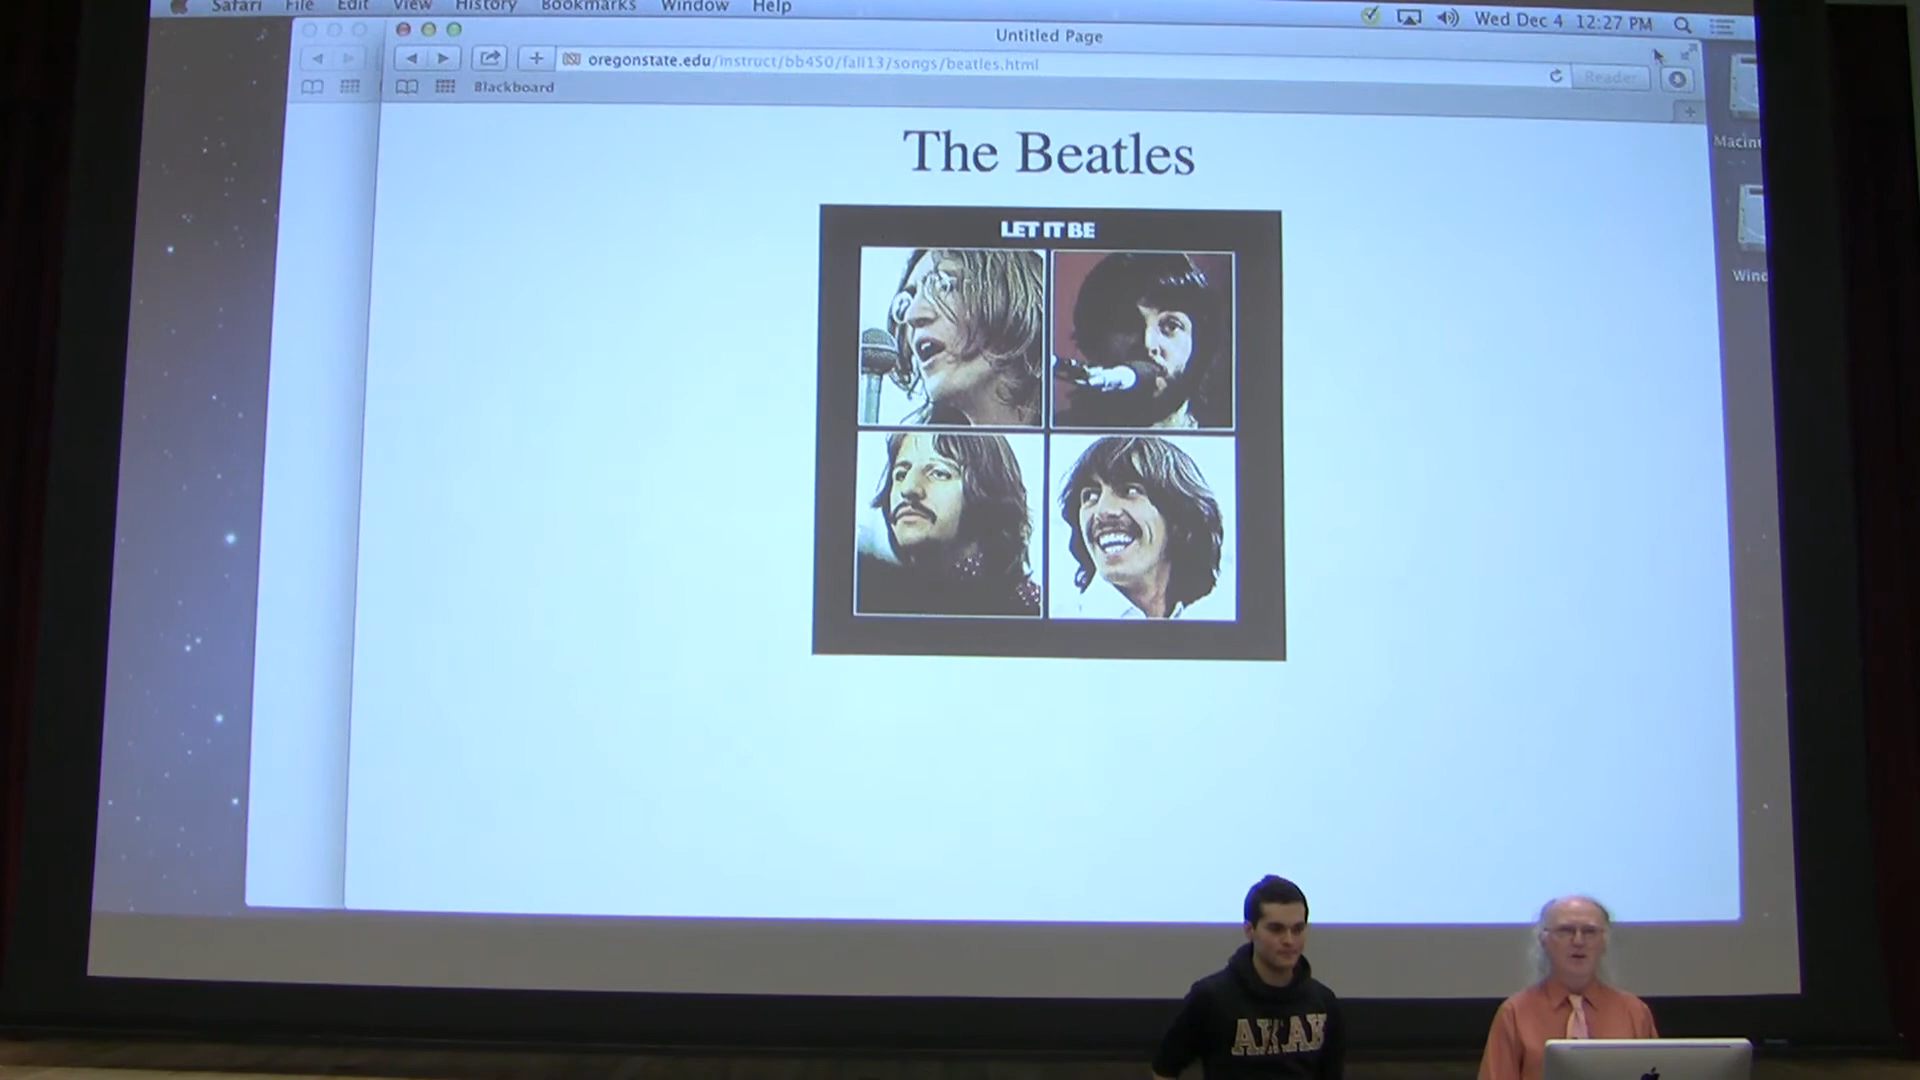 Safari File Edit View History Bookmarks Window Help Wed Dec 4 12:27 PM
Untitled Page
oregonstate.edu/instruct/bb450/fall13/songs/beatles.html Reader
Blackboard
The Beatles
LET IT BE